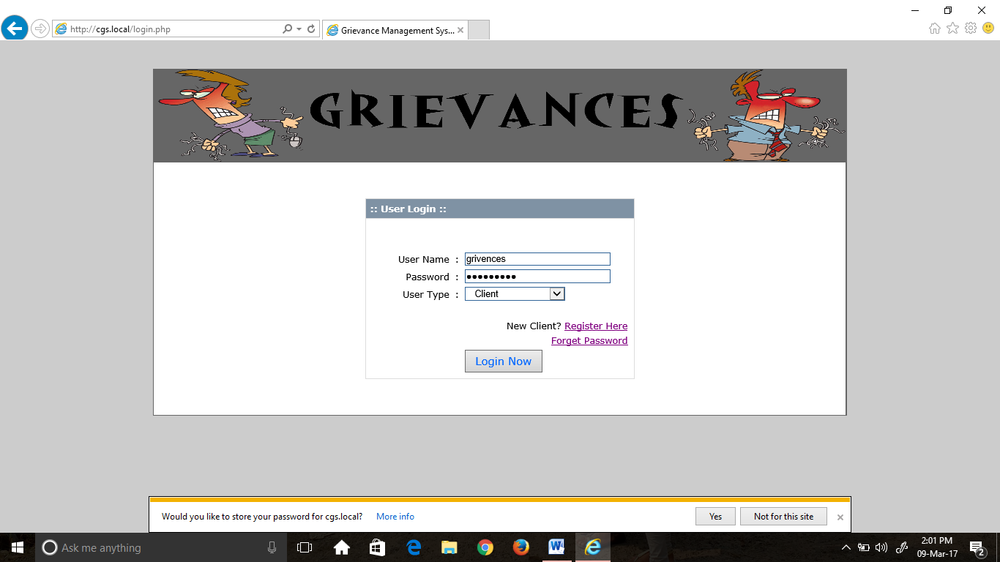 http://cgs.local/login.php
Grievance Management Sys...
GRIEVANCES
:: User Login ::
User Name : grivences
Password : •••••••••
User Type : Client
New Client? Register Here
Forget Password
Login Now
Would you like to store your password for cgs.local? More info Yes Not for this site
Ask me anything
2:01 PM
09-Mar-17
2